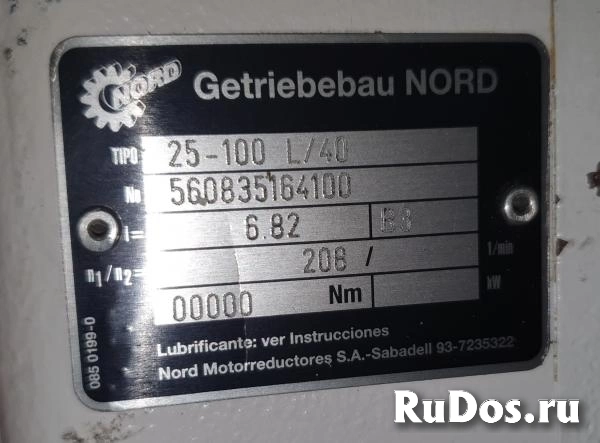 NORD
Getriebebau NORD
TIPO 25-100 L/40
No 560835164100
i= 6.82 B3
n1/n2= 208 / 1/min
00000 Nm kW
Lubrificante: ver Instrucciones
Nord Motorreductores S.A.-Sabadell 93-7235322
085 0199-0
RuDos.ru